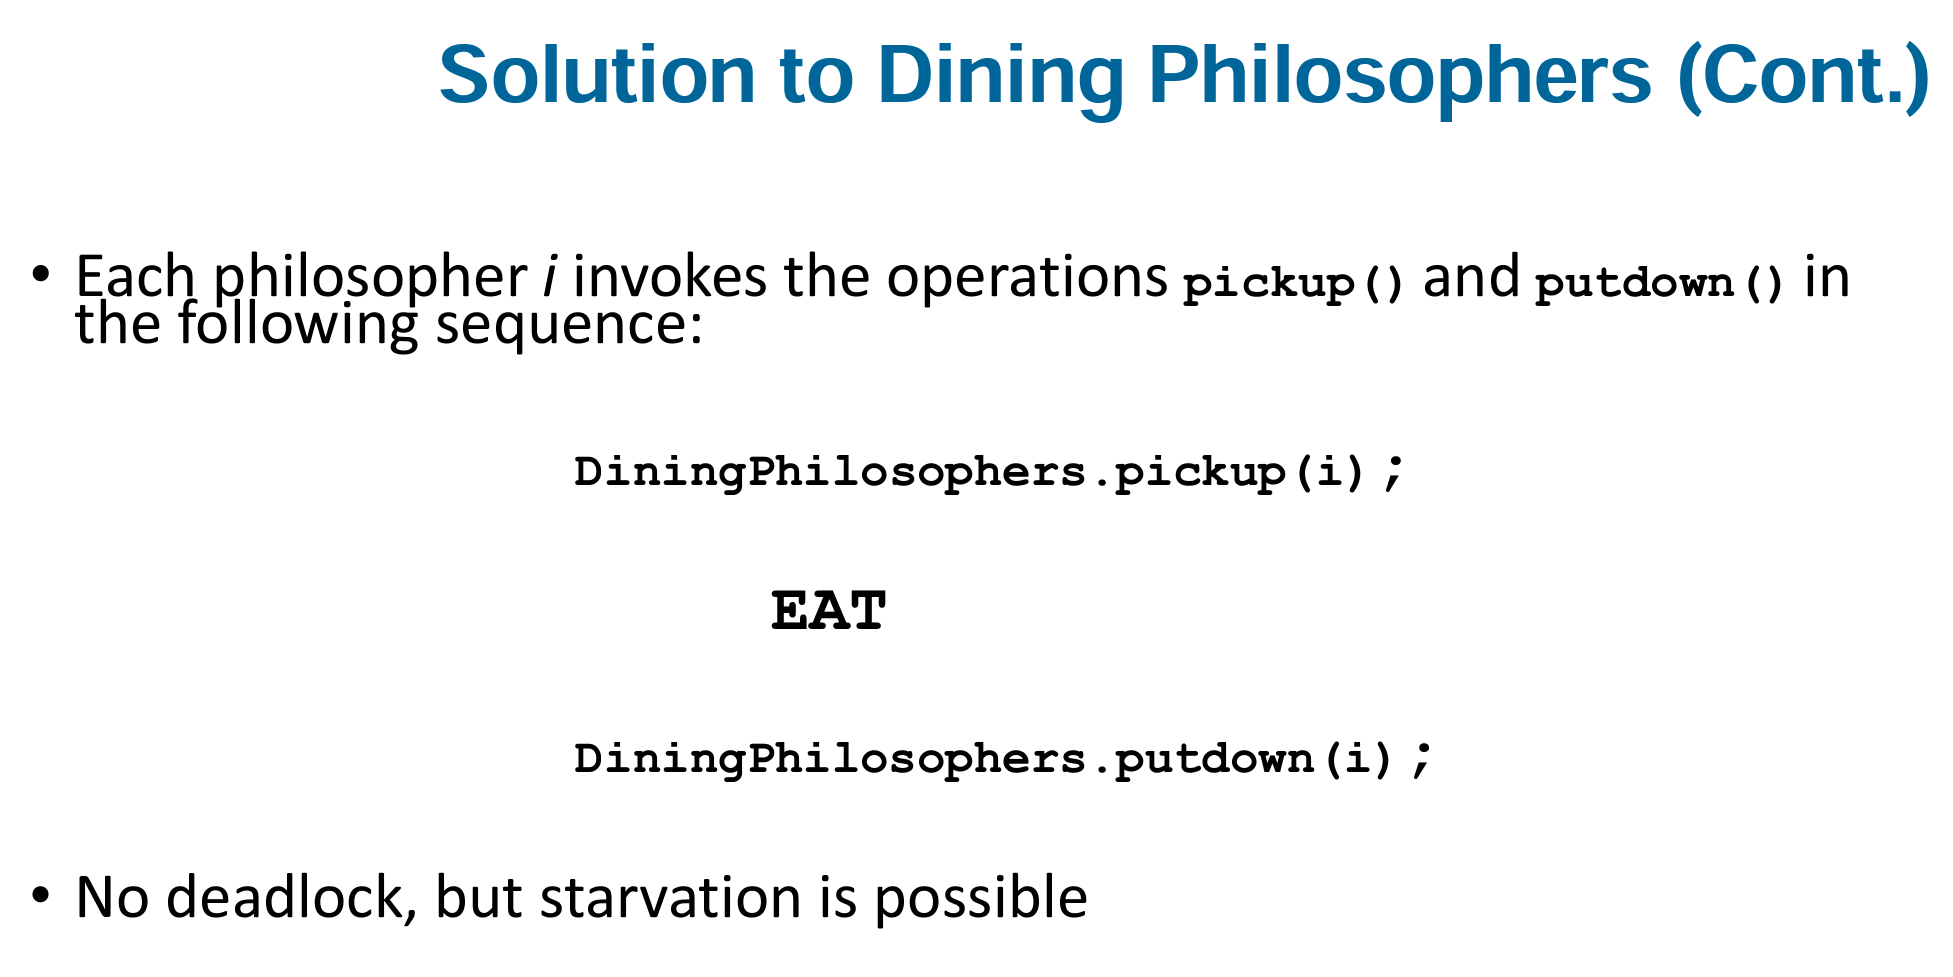 Solution to Dining Philosophers (Cont.)
• Each philosopher i invokes the operations pickup() and putdown() in
the following sequence:
DiningPhilosophers.pickup(i);
EAT
DiningPhilosophers.putdown(i);
• No deadlock, but starvation is possible